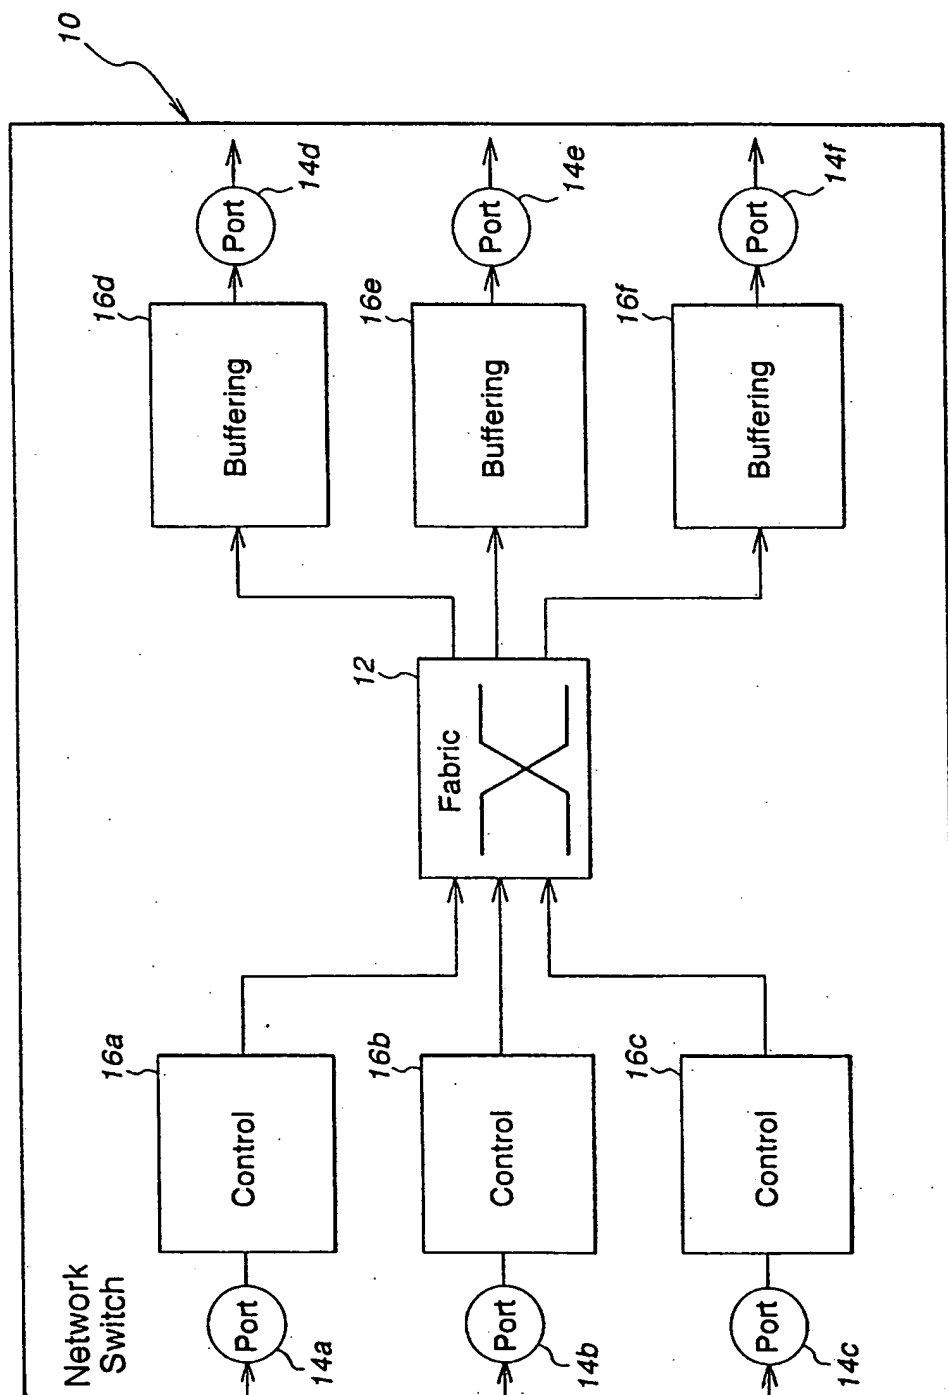 Network
Switch
10
Port
14a
Control
16a
Port
14b
Control
16b
Port
14c
Control
16c
Fabric
12
Buffering
16d
Port
14d
Buffering
16e
Port
14e
Buffering
16f
Port
14f